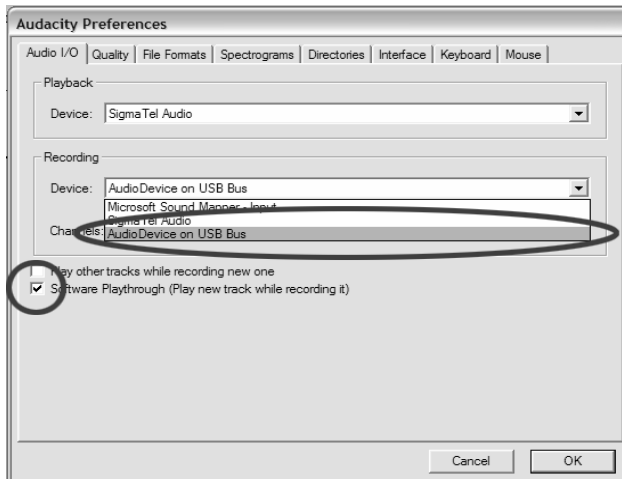 Audacity Preferences
Audio I/O Quality File Formats Spectrograms Directories Interface Keyboard Mouse
Playback
Device: SigmaTel Audio
Recording
Device: AudioDevice on USB Bus
Microsoft Sound Mapper - Input
SigmaTel Audio
Channels: AudioDevice on USB Bus
Play other tracks while recording new one
Software Playthrough (Play new track while recording it)
Cancel OK